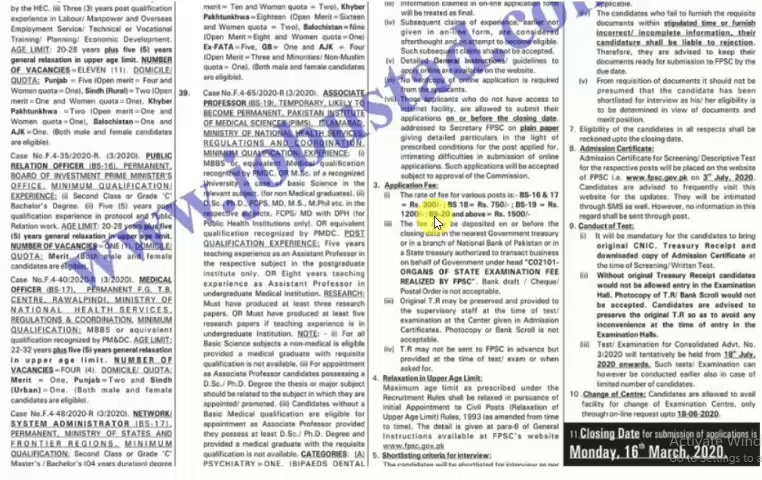 by the HEC. (ii) Three (3) years post qualification
experience in Labour/ Manpower and Overseas
Employment Service/ Technical or Vocational
Training/ Planning/ Economic Development.
AGE LIMIT: 20-28 years plus five (5) years
general relaxation in upper age limit. NUMBER
OF VACANCIES=ELEVEN (11). DOMICILE/
QUOTA: Punjab = Five (Open merit = Four and
Women quota=One), Sindh (Rural) =Two (Open
merit =One and Women quota =One), Khyber
Pakhtunkhwa =Two (Open merit =One and
Women quota =One), Balochistan =One and
AJK =One. (Both male and female candidates
are eligible).
Case No.F.4-35/2020-R (3/2020). PUBLIC
RELATION OFFICER (BS-16), PERMANENT,
BOARD OF INVESTMENT PRIME MINISTER'S
OFFICE. MINIMUM QUALIFICATION/
EXPERIENCE: (i) Second Class or Grade 'C'
Bachelor's Degree. (ii) Five (5) years post
qualification experience in protocol and Public
Relation work. AGE LIMIT: 20-28 years plus five
(5) years general relaxation in upper age limit.
NUMBER OF VACANCIES=ONE (1). DOMICILE/
QUOTA: Merit (Both male and female
candidates are eligible).
Case No.F.4-40/2020-R (3/2020). MEDICAL
OFFICER (BS-17), PERMANENT F.G. T.B.
CENTRE, RAWALPINDI, MINISTRY OF
NATIONAL HEALTH SERVICES,
REGULATIONS & COORDINATION. MINIMUM
QUALIFICATION: MBBS or equivalent
qualification recognized by PM&DC. AGE LIMIT:
22-32 years plus five (5) years general relaxation
in upper age limit. NUMBER OF
VACANCIES=FOUR (4). DOMICILE/ QUOTA:
Merit = One, Punjab=Two and Sindh
(Urban)=One. (Both male and female
candidates are eligible).
Case No.F.4-48/2020-R (3/2020). NETWORK/
SYSTEM ADMINISTRATOR (BS-17),
PERMANENT, MINISTRY OF STATES AND
FRONTIER REGIONS. MINIMUM
QUALIFICATION: Second Class or Grade 'C'
Master's / Bachelor's (04 years duration) degree
merit = Ten and Women quota = Two), Khyber
Pakhtunkhwa =Eighteen (Open Merit =Sixteen
and Women quota = Two), Balochistan =Nine
(Open Merit =Eight and Women quota =One),
Ex-FATA =Five, GB =One and AJK = Four
(Open Merit =Three and Minorities/ Non-Muslim
quota = One). (Both male and female candidates
are eligible).
39. Case No.F.4-65/2020-R (3/2020). ASSOCIATE
PROFESSOR (BS-19), TEMPORARY, LIKELY TO
BECOME PERMANENT, PAKISTAN INSTITUTE
OF MEDICAL SCIENCES (PIMS), ISLAMABAD,
MINISTRY OF NATIONAL HEALTH SERVICES,
REGULATIONS AND COORDINATION.
MINIMUM QUALIFICATION: (i)
MBBS or equivalent Medical qualification
recognized by PM&DC. OR M.Sc. of a recognized
University in the basic Science in the
relevant subject (for non medical graduates). (ii)
M.Sc, PhD, MD, MS, M.Phil etc. in the
respective subjects. FCPS/ MD with DPH (for
Public Health Institutions only). OR equivalent
qualification recognized by PMDC. POST
QUALIFICATION EXPERIENCE: Five years
teaching experience as an Assistant Professor in
the respective subject in the postgraduate
institute only. OR Eight years teaching
experience as Assistant Professor in
undergraduate Medical institution. RESEARCH:
Must have produced at least three research
papers. OR Must have produced at least five
research papers if teaching experience is in
undergraduate Institution. NOTE: - (i) For all
Basic Science subjects a non-medical is eligible
provided a medical graduate with requisite
qualification is not available. (ii) For appointment
as Associate Professor candidates possessing a
D.Sc./ Ph.D. Degree the thesis or major subject
should be related to the subject in which they are
appointed/ promoted. (iii) Candidates without a
Basic Medical qualification are eligible for
appointment as Associate Professor provided
they possess at least D.Sc./ Ph.D. Degree and
provided a medical graduate with the requisite
qualification is not available. CATEGORIES: (A)
PSYCHIATRY =ONE. (B)PAEDS DENTAL
information claimed in on-line application
will be treated as final.
(iv) Subsequent claim of experience, if not
given in on-line form, will be considered
afterthought and an attempt to become eligible.
Such subsequent claims shall not be accepted.
(v) Detailed General Instructions, guidelines to
apply are available on the website.
(vi) Hard copy of online application is required
from the applicants.
(vii) Those applicants who do not have access to
internet facility, are allowed to submit their
applications on or before the closing date,
addressed to Secretary FPSC on plain paper
giving detailed particulars in the light of
prescribed conditions for the post applied for,
intimating difficulties in submission of online
applications. Such applications will be accepted
subject to approval of the Commission.
3. Application Fee:
(i) The rate of fee for various posts is:- BS-16 & 17
= Rs. 300/-, BS 18= Rs. 750/-; BS-19 = Rs.
1200/- BS-20 and above = Rs. 1500/-
(ii) The fee will be deposited on or before the
closing date in the nearest Government treasury
or in a branch of National Bank of Pakistan or in
a State treasury authorized to transact business
on behalf of Government under head "C02101-
ORGANS OF STATE EXAMINATION FEE
REALIZED BY FPSC". Bank draft / Cheque/
Postal Order is not acceptable.
(iii) Original T.R may be preserved and provided to
the supervisory staff at the time of test/
examination at the Center given in Admission
Certificates. Photocopy or Bank Scroll is not
acceptable.
(iv) T.R may not be sent to FPSC in advance but
provided at the time of test/ exam or when
asked for.
4. Relaxation in Upper Age Limit:
Maximum age limit as prescribed under the
Recruitment Rules shall be relaxed in pursuance of
initial Appointment to Civil Posts (Relaxation of
Upper Age Limit) Rules, 1993 (as amended from time
to time). The detail is given at para-6 of General
Instructions available at FPSC's website
www.fpsc.gov.pk
5. Shortlisting criteria for interview:
The candidates will be shortlisted for interview as per
applicable.
(iv) The candidates who fail to furnish the requisite
documents within stipulated time or furnish
incorrect/ incomplete information, their
candidature shall be liable to rejection.
Therefore, they are advised to keep their
documents ready for submission to FPSC by the
due date.
(v) From requisition of documents it should not be
presumed that the candidate has been
shortlisted for interview as his/ her eligibility is
to be determined in view of documents and
merit position.
7. Eligibility of the candidates in all respects shall be
reckoned upto the closing date.
8. Admission Certificate:
Admission Certificate for Screening/ Descriptive Test
for the respective posts will be placed on the website
of FPSC i.e. www.fpsc.gov.pk on 3rd July, 2020.
Candidates are advised to frequently visit this
website for the updates. They will be intimated
through SMS as well. However, no information in this
regard shall be sent through post.
9. Conduct of Test:
(i) It will be mandatory for the candidates to bring
original CNIC, Treasury Receipt and
downloaded copy of Admission Certificate at
the time of Screening/ Written Test.
(ii) Without original Treasury Receipt candidates
would not be allowed entry in the Examination
Hall. Photocopy of T.R/ Bank Scroll would not
be accepted. Candidates are advised to
preserve the original T.R so as to avoid any
inconvenience at the time of entry in the
Examination Halls.
(iii) Test/ Examination for Consolidated Advt. No.
3/2020 will tentatively be held from 18th July,
2020 onwards. Such tests/ Examination can
however be conducted earlier also in case of
limited number of candidates.
10. Change of Centre: Candidates are allowed to avail
facility for change of Examination Centre, only
through on-line request upto 18-06-2020.
11. Closing Date for submission of applications is
Monday, 16th March, 2020.
Activate Window
Go to Settings to a